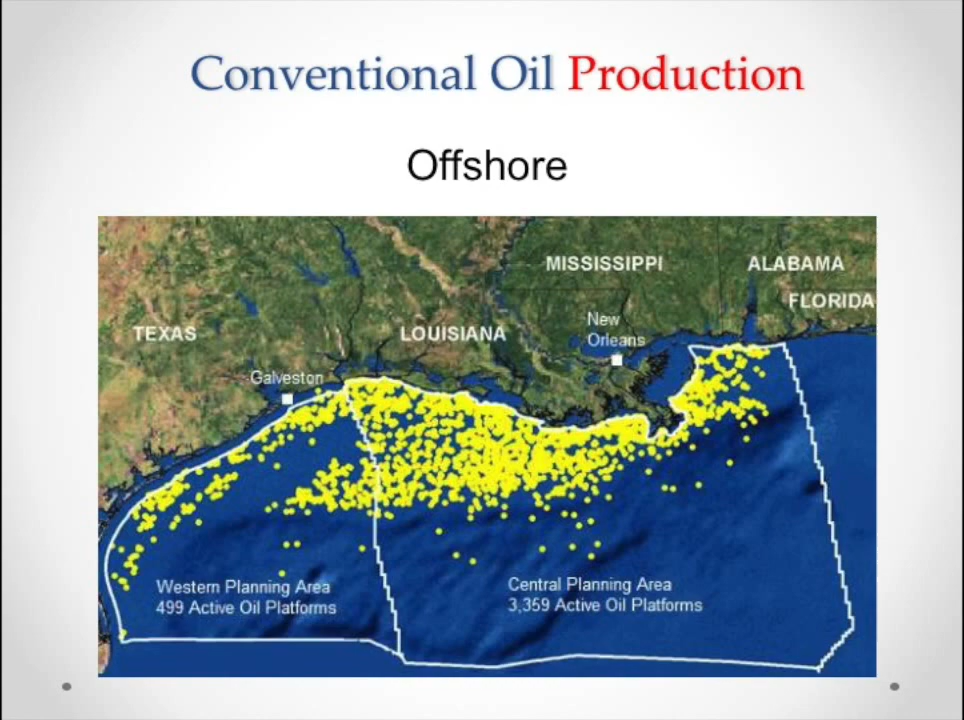 Conventional Oil Production
Offshore
MISSISSIPPI
ALABAMA
FLORIDA
TEXAS
LOUISIANA
New
Orleans
Galveston
Western Planning Area
499 Active Oil Platforms
Central Planning Area
3,359 Active Oil Platforms